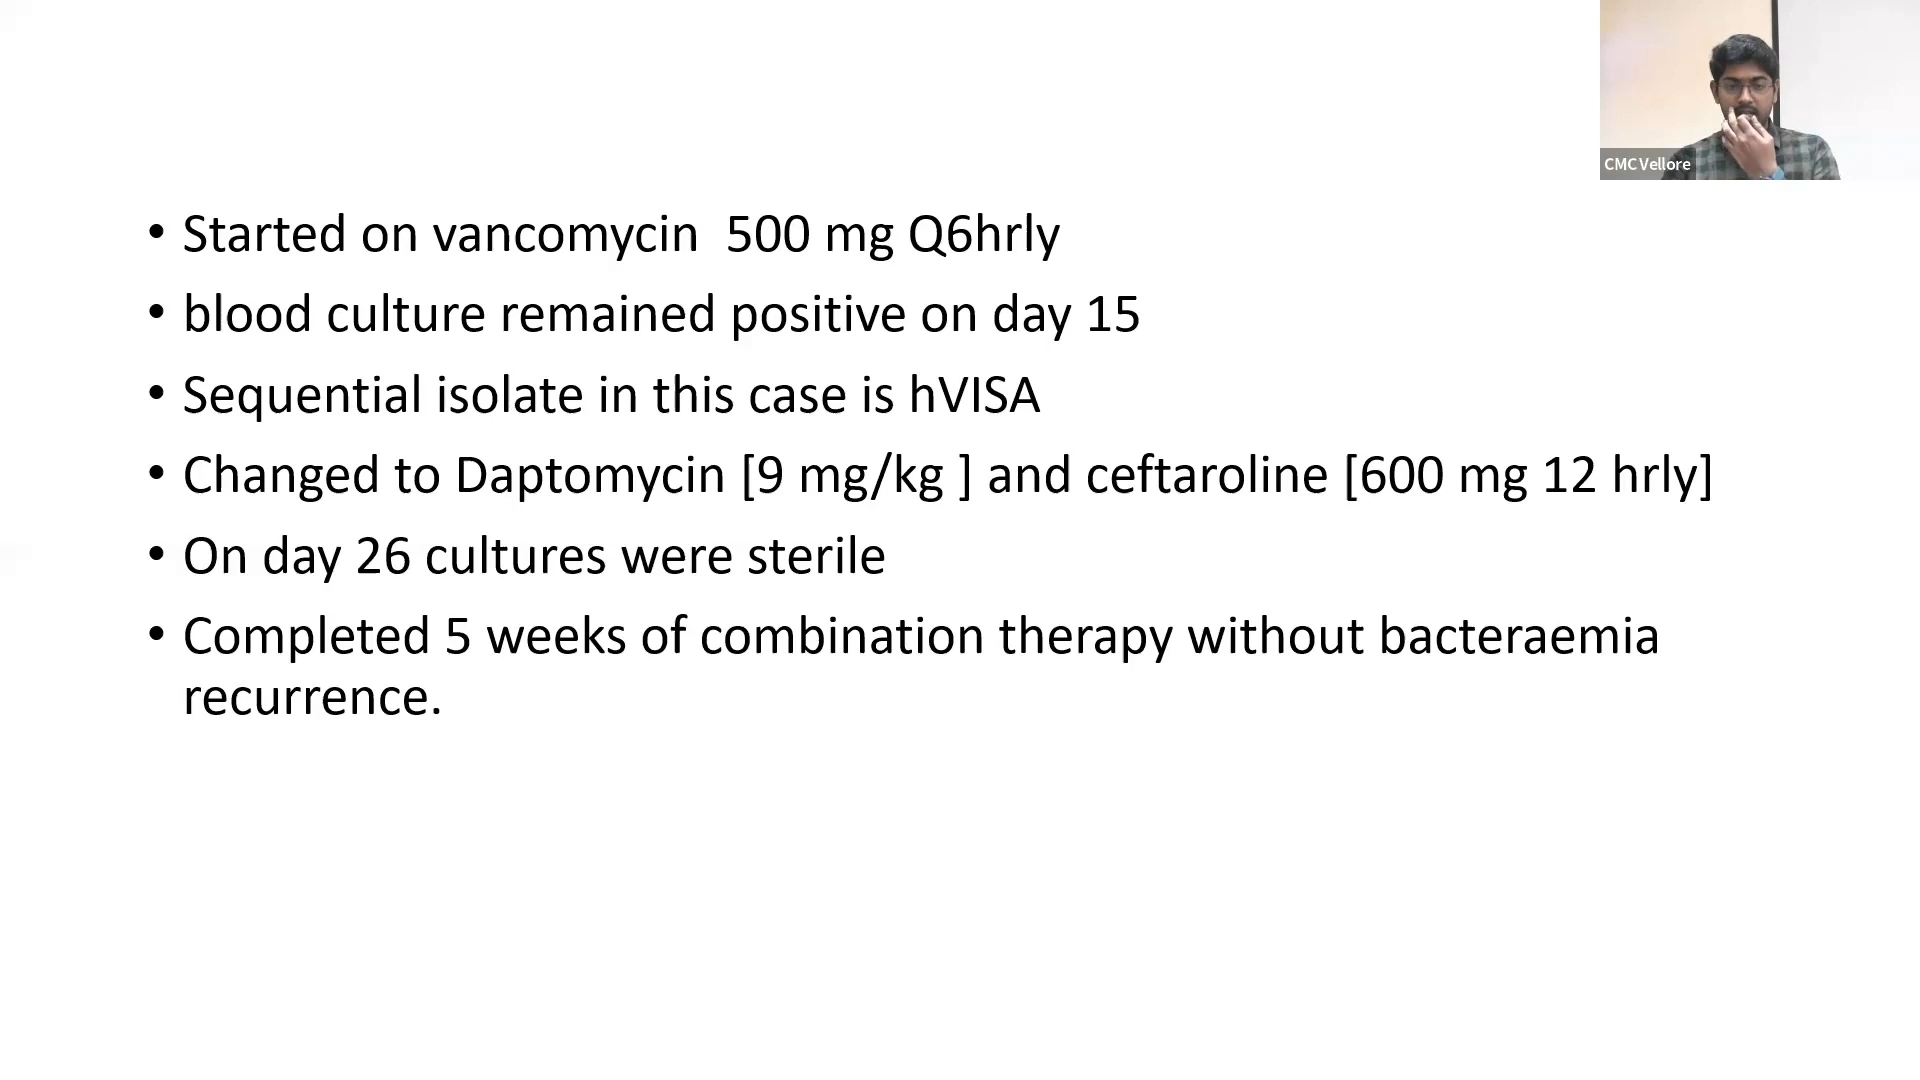 CMC Vellore
• Started on vancomycin  500 mg Q6hrly
• blood culture remained positive on day 15
• Sequential isolate in this case is hVISA
• Changed to Daptomycin [9 mg/kg ] and ceftaroline [600 mg 12 hrly]
• On day 26 cultures were sterile
• Completed 5 weeks of combination therapy without bacteraemia
recurrence.